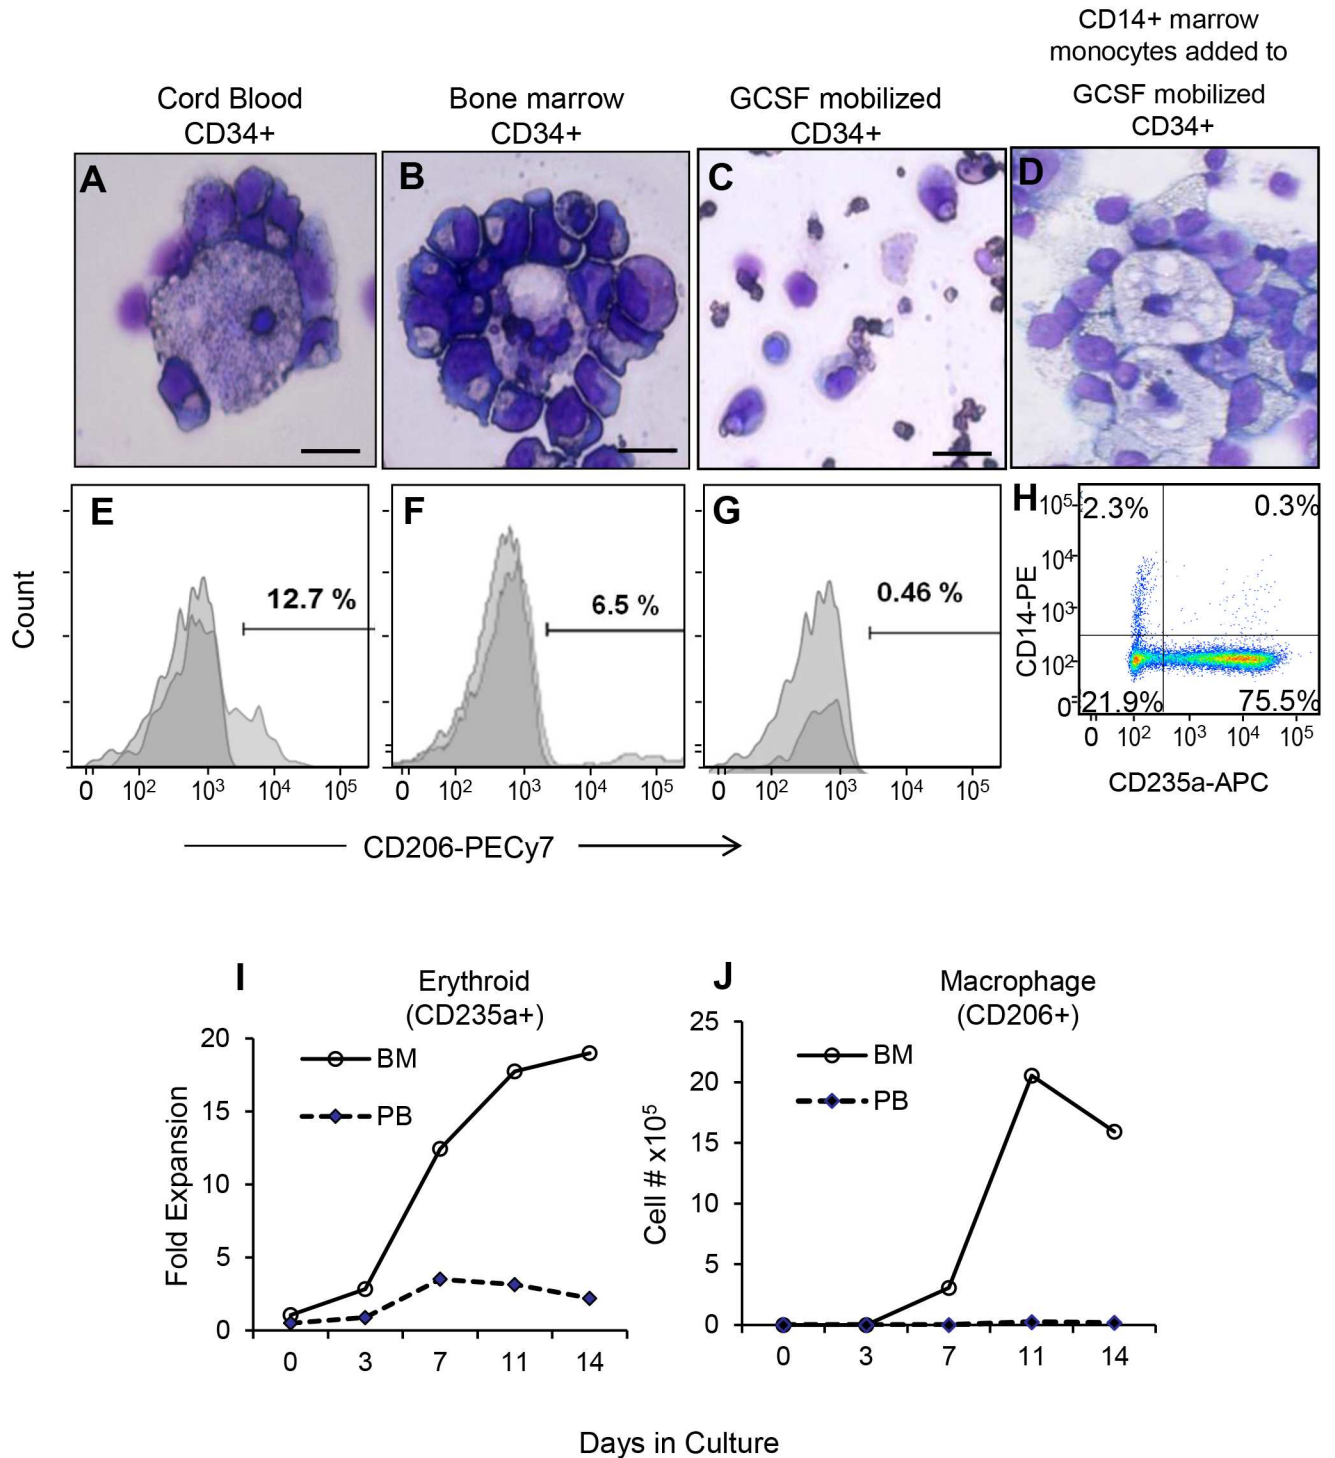 Cord Blood
CD34+
Bone marrow
CD34+
GCSF mobilized
CD34+
CD14+ marrow
monocytes added to
GCSF mobilized
CD34+
A
B
C
D
E
12.7 %
F
6.5 %
G
0.46 %
H
2.3%
0.3%
21.9%
75.5%
Count
0 10² 10³ 10⁴ 10⁵
0 10² 10³ 10⁴ 10⁵
0 10² 10³ 10⁴ 10⁵
CD206-PECy7
CD14-PE
10⁵
10⁴
10³
10²
0
0 10² 10³ 10⁴ 10⁵
CD235a-APC
I
Erythroid
(CD235a+)
BM
PB
Fold Expansion
20
15
10
5
0
0 3 7 11 14
J
Macrophage
(CD206+)
BM
PB
Cell # x10⁵
25
20
15
10
5
0
0 3 7 11 14
Days in Culture